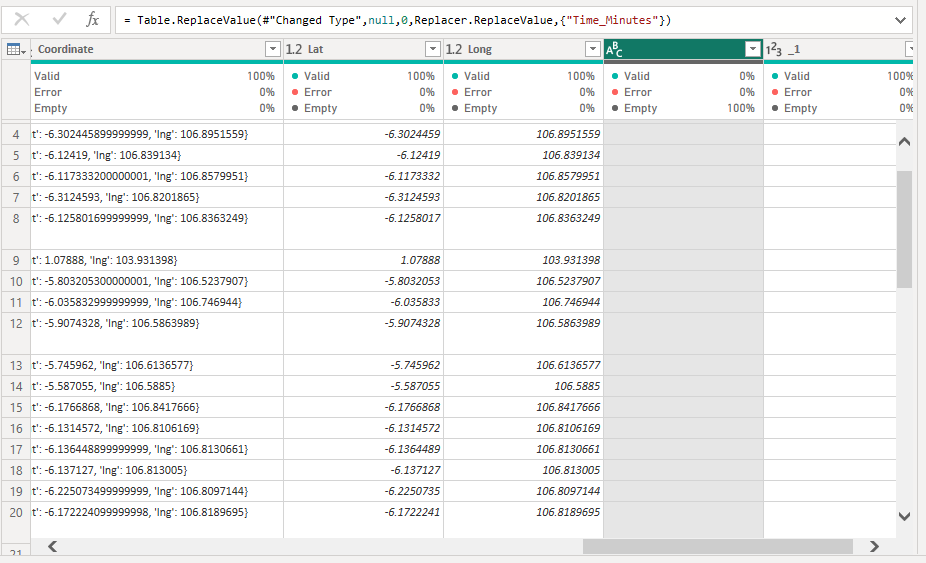 fx = Table.ReplaceValue(#"Changed Type",null,0,Replacer.ReplaceValue,{"Time_Minutes"})
Coordinate 1.2 Lat 1.2 Long ABC 123 _1
Valid 100% Valid 100% Valid 100% Valid 0% Valid 100%
Error 0% Error 0% Error 0% Error 0% Error 0%
Empty 0% Empty 0% Empty 0% Empty 100% Empty 0%
4 t': -6.302445899999999, 'lng': 106.8951559} -6.3024459 106.8951559
5 t': -6.12419, 'lng': 106.839134} -6.12419 106.839134
6 t': -6.117333200000001, 'lng': 106.8579951} -6.1173332 106.8579951
7 t': -6.3124593, 'lng': 106.8201865} -6.3124593 106.8201865
8 t': -6.125801699999999, 'lng': 106.8363249} -6.1258017 106.8363249
9 t': 1.07888, 'lng': 103.931398} 1.07888 103.931398
10 t': -5.803205300000001, 'lng': 106.5237907} -5.8032053 106.5237907
11 t': -6.035832999999999, 'lng': 106.746944} -6.035833 106.746944
12 t': -5.9074328, 'lng': 106.5863989} -5.9074328 106.5863989
13 t': -5.745962, 'lng': 106.6136577} -5.745962 106.6136577
14 t': -5.587055, 'lng': 106.5885} -5.587055 106.5885
15 t': -6.1766868, 'lng': 106.8417666} -6.1766868 106.8417666
16 t': -6.1314572, 'lng': 106.8106169} -6.1314572 106.8106169
17 t': -6.136448899999999, 'lng': 106.8130661} -6.1364489 106.8130661
18 t': -6.137127, 'lng': 106.813005} -6.137127 106.813005
19 t': -6.225073499999999, 'lng': 106.8097144} -6.2250735 106.8097144
20 t': -6.172224099999998, 'lng': 106.8189695} -6.1722241 106.8189695
21